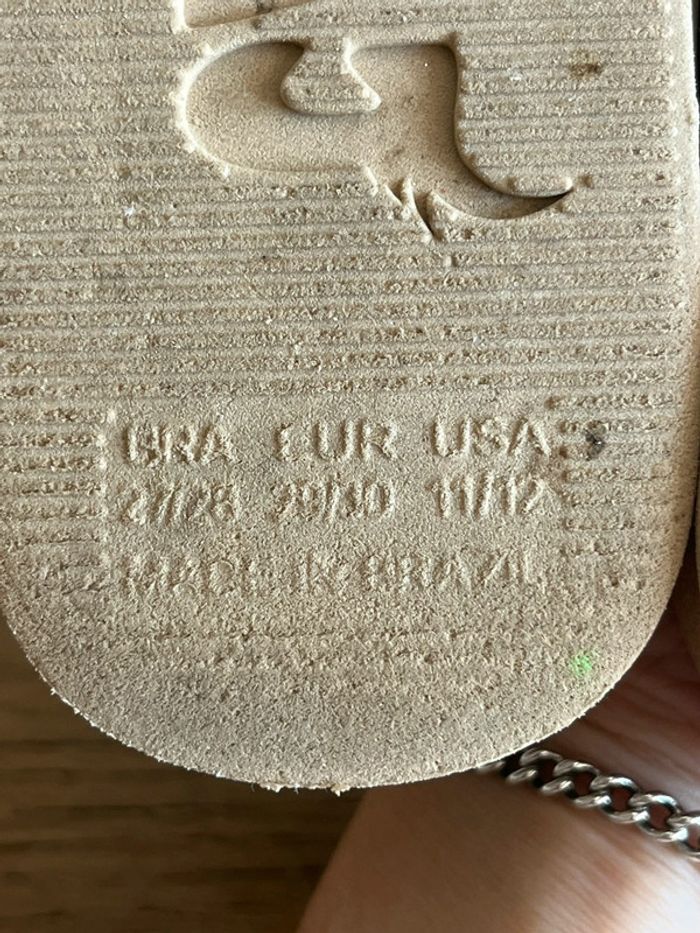 BRA EUR USA
27/28 29/30 11/12
MADE IN BRAZIL